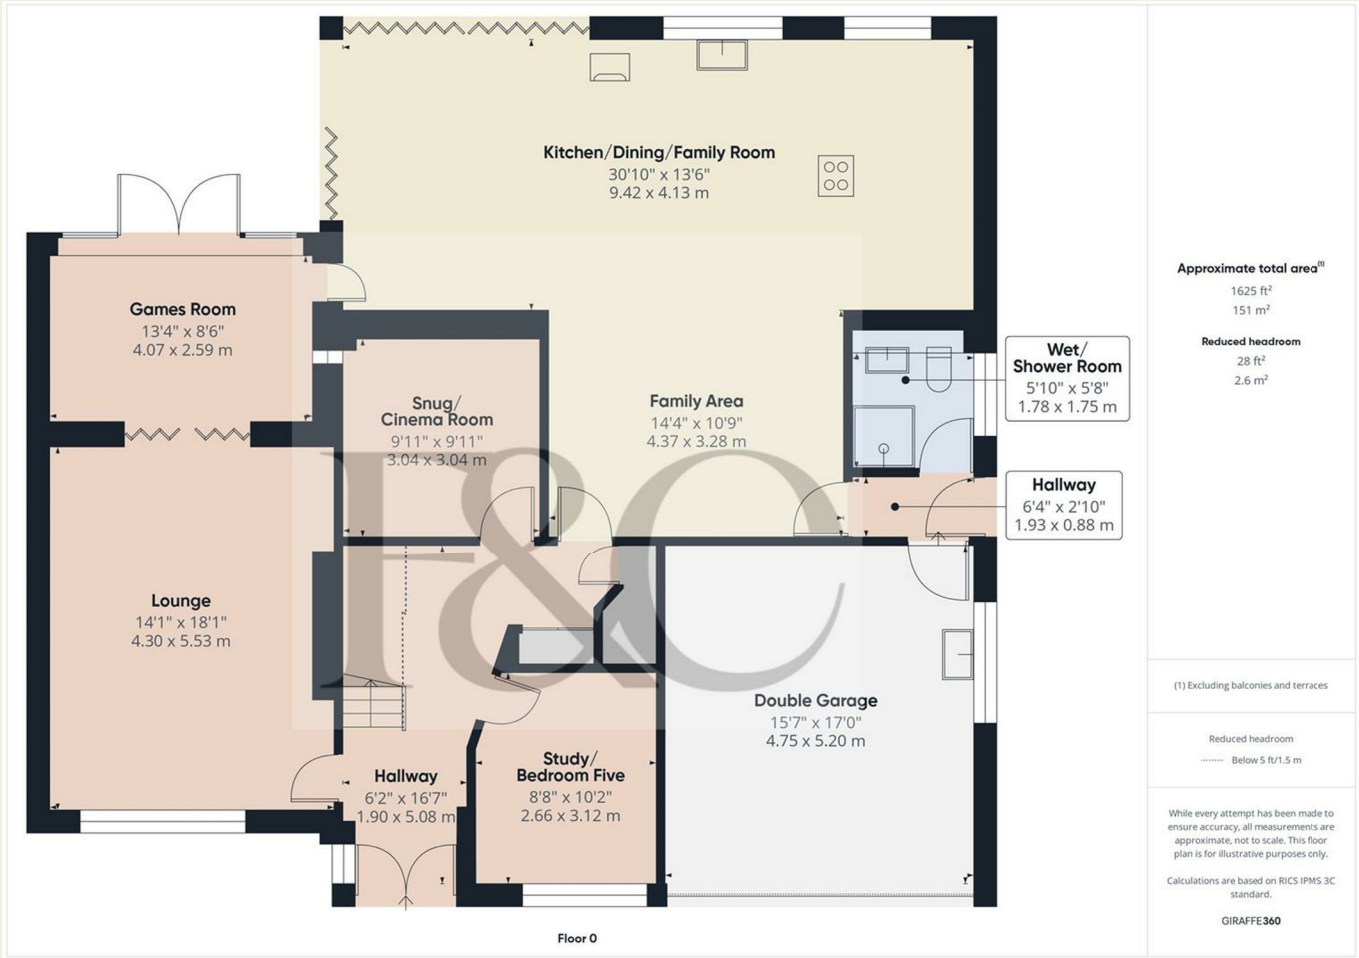 Kitchen/Dining/Family Room
30'10" x 13'6"
9.42 x 4.13 m
Games Room
13'4" x 8'6"
4.07 x 2.59 m
Snug/
Cinema Room
9'11" x 9'11"
3.04 x 3.04 m
Family Area
14'4" x 10'9"
4.37 x 3.28 m
Wet/
Shower Room
5'10" x 5'8"
1.78 x 1.75 m
Hallway
6'4" x 2'10"
1.93 x 0.88 m
Lounge
14'1" x 18'1"
4.30 x 5.53 m
Hallway
6'2" x 16'7"
1.90 x 5.08 m
Study/
Bedroom Five
8'8" x 10'2"
2.66 x 3.12 m
Double Garage
15'7" x 17'0"
4.75 x 5.20 m
F&C
Floor 0
Approximate total area(1)
1625 ft²
151 m²
Reduced headroom
28 ft²
2.6 m²
(1) Excluding balconies and terraces
Reduced headroom
Below 5 ft/1.5 m
While every attempt has been made to
ensure accuracy, all measurements are
approximate, not to scale. This floor
plan is for illustrative purposes only.
Calculations are based on RICS IPMS 3C
standard.
GIRAFFE360